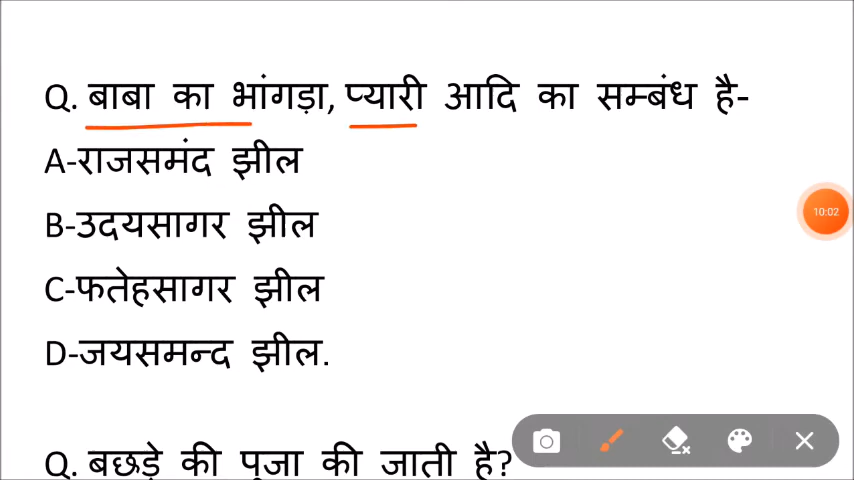 Q. बाबा का भांगड़ा, प्यारी आदि का सम्बंध है-
A-राजसमंद झील
10:02
B-उदयसागर झील
C-फतेहसागर झील
D-जयसमन्द झील.
Q. बछड़े की पूजा की जाती है?